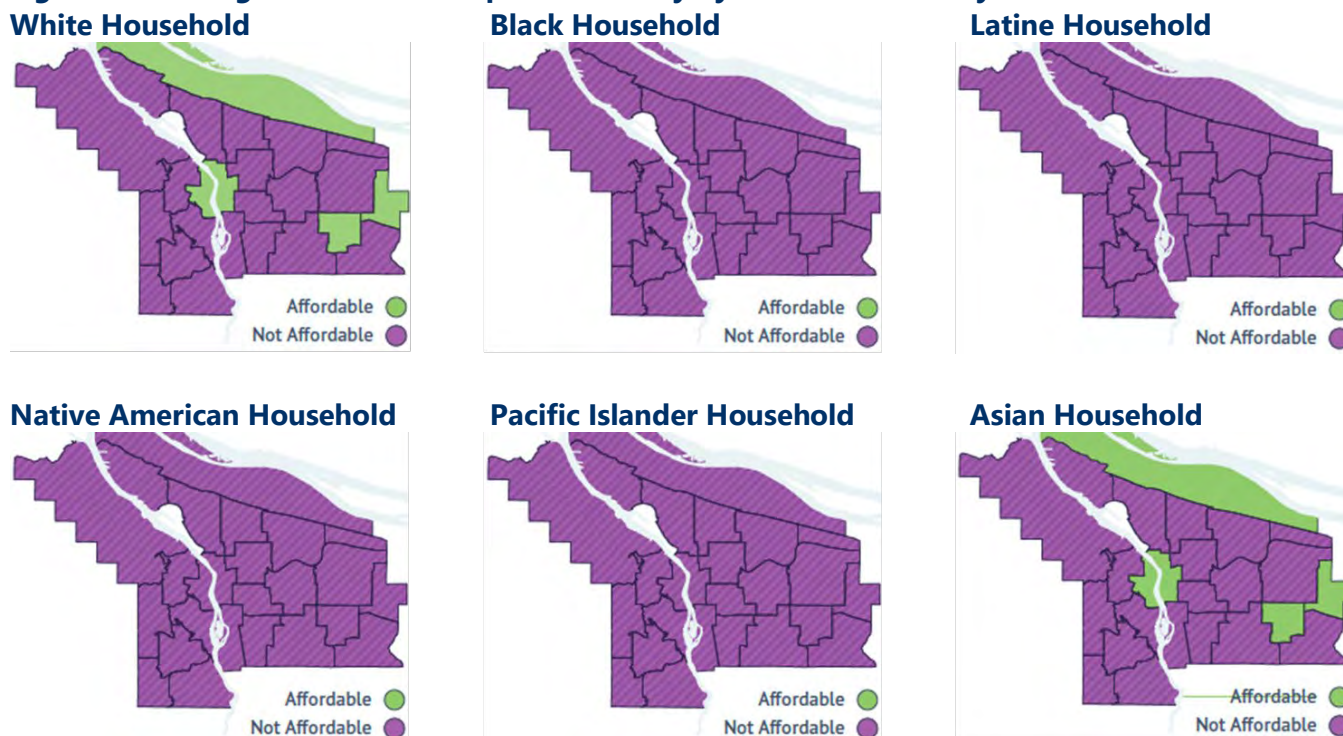 White Household
Black Household
Latine Household
Affordable
Not Affordable
Affordable
Not Affordable
Affordable
Not Affordable
Native American Household
Pacific Islander Household
Asian Household
Affordable
Not Affordable
Affordable
Not Affordable
Affordable
Not Affordable